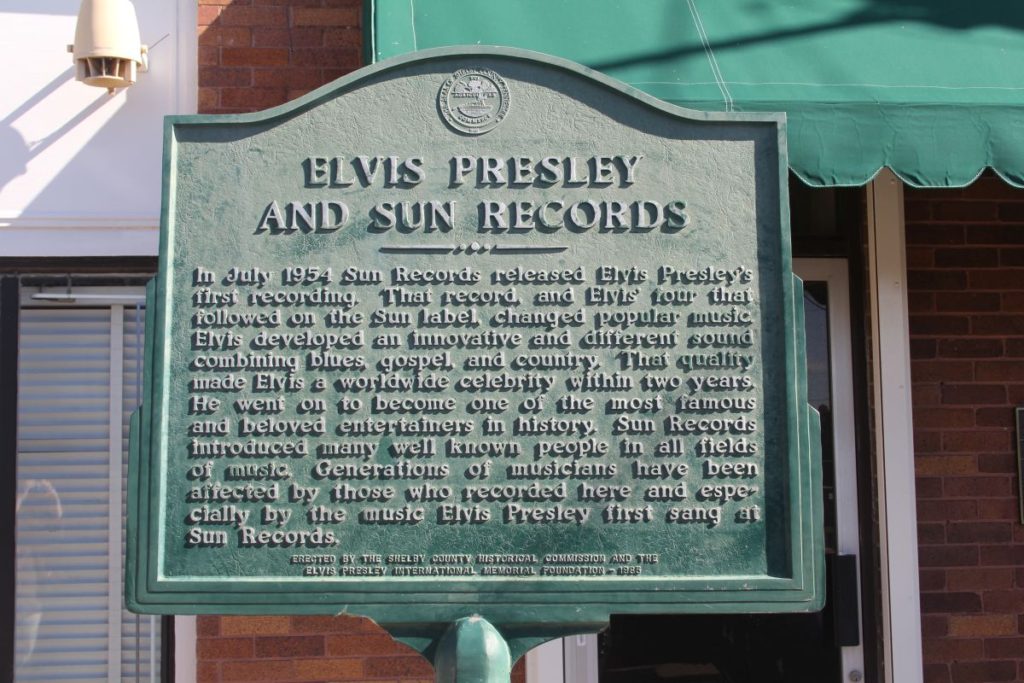 ELVIS PRESLEY
AND SUN RECORDS
In July 1954 Sun Records released Elvis Presley's
first recording. That record, and Elvis' four that
followed on the Sun label, changed popular music.
Elvis developed an innovative and different sound
combining blues, gospel, and country. That quality
made Elvis a worldwide celebrity within two years.
He went on to become one of the most famous
and beloved entertainers in history. Sun Records
introduced many well known people in all fields
of music. Generations of musicians have been
affected by those who recorded here and espe-
cially by the music Elvis Presley first sang at
Sun Records.
ERECTED BY THE SHELBY COUNTY HISTORICAL COMMISSION AND THE
ELVIS PRESLEY INTERNATIONAL MEMORIAL FOUNDATION - 1985